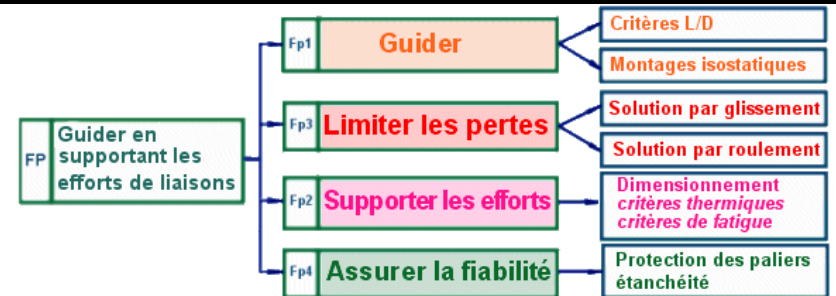 FP
Guider en
supportant les
efforts de liaisons
Fp1
Guider
Critères L/D
Montages isostatiques
Fp3
Limiter les pertes
Solution par glissement
Solution par roulement
Fp2
Supporter les efforts
Dimensionnement
critères thermiques
critères de fatigue
Fp4
Assurer la fiabilité
Protection des paliers
étanchéité